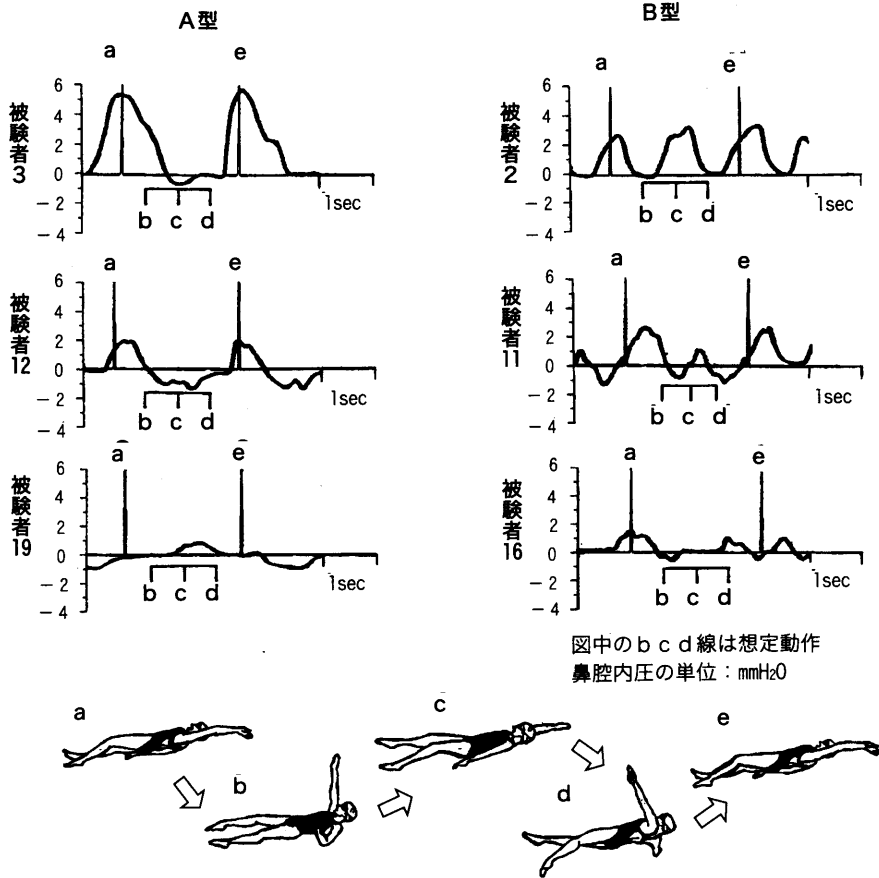 A型
a e
6
4
2
0
－2
－4
被験者3
b c d
1sec
a e
6
4
2
0
－2
－4
被験者12
b c d
1sec
a e
6
4
2
0
－2
－4
被験者19
b c d
1sec
B型
a e
6
4
2
0
－2
－4
被験者2
b c d
1sec
a e
6
4
2
0
－2
－4
被験者11
b c d
1sec
a e
6
4
2
0
－2
－4
被験者16
b c d
1sec
図中のｂｃｄ線は想定動作
鼻腔内圧の単位：mmH₂O
a
b
c
d
e